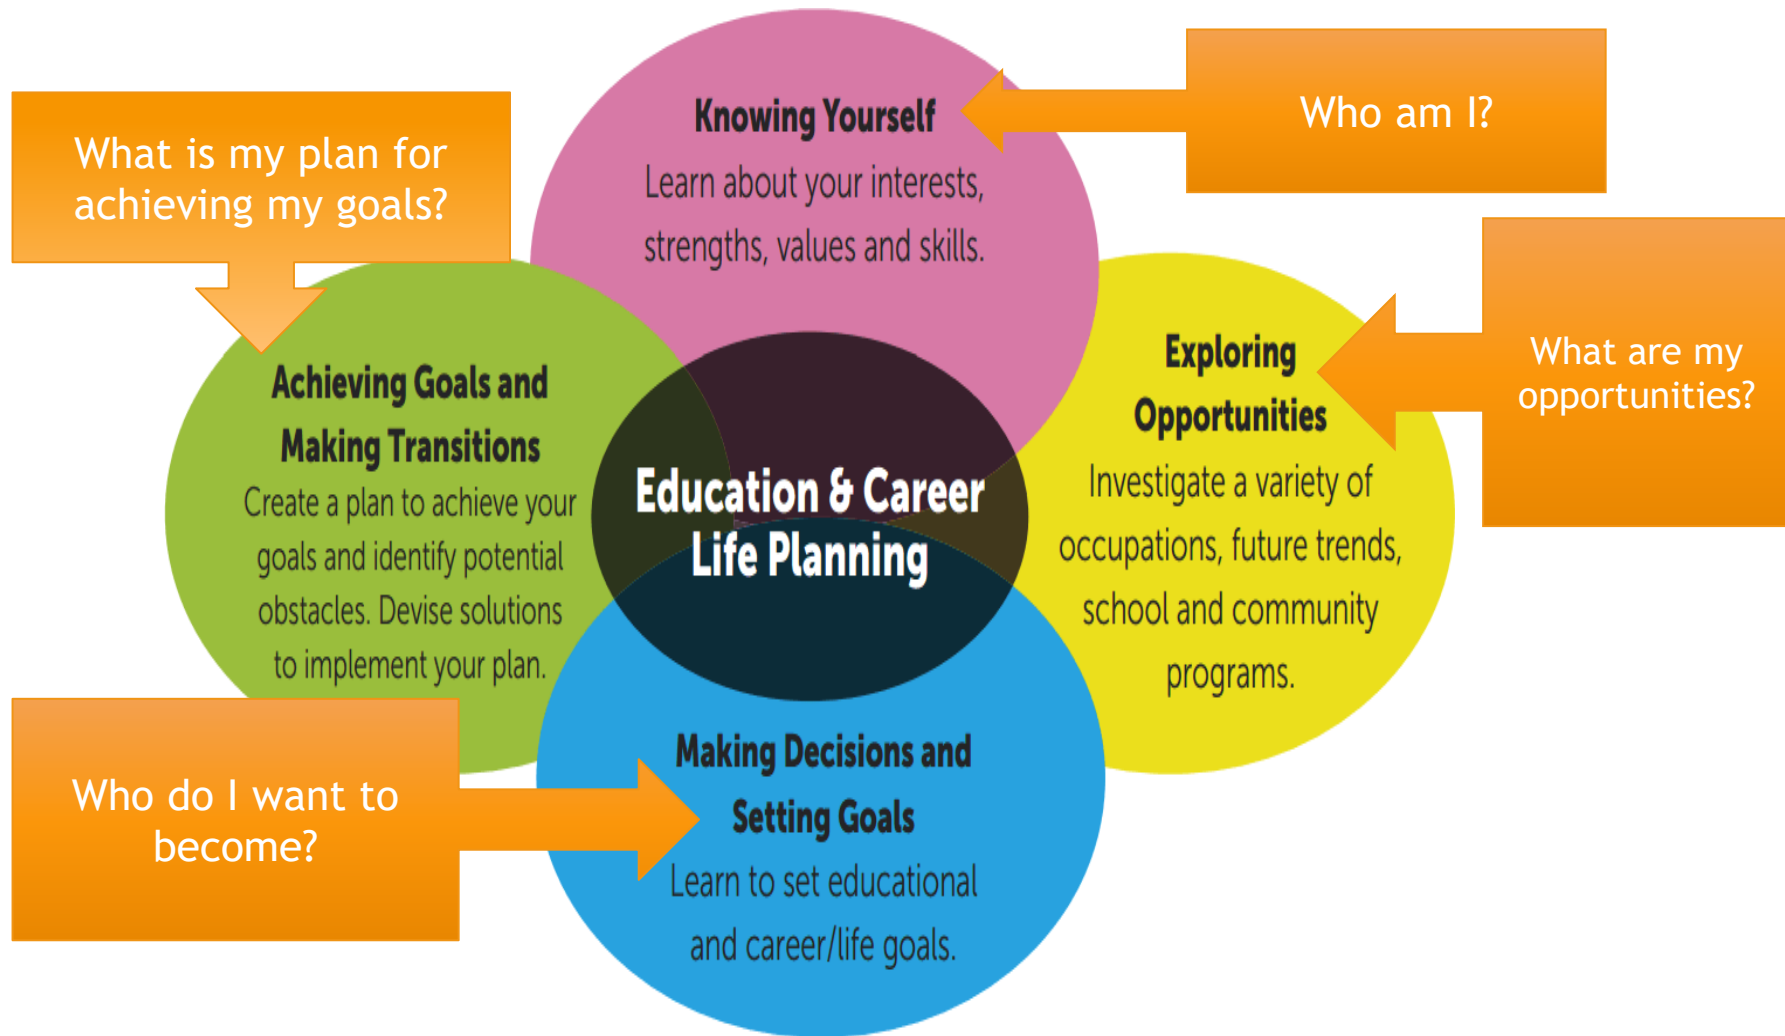 Knowing Yourself
Learn about your interests,
strengths, values and skills.
Who am I?
What is my plan for
achieving my goals?
Achieving Goals and
Making Transitions
Create a plan to achieve your
goals and identify potential
obstacles. Devise solutions
to implement your plan.
Education & Career
Life Planning
Exploring
Opportunities
Investigate a variety of
occupations, future trends,
school and community
programs.
What are my
opportunities?
Who do I want to
become?
Making Decisions and
Setting Goals
Learn to set educational
and career/life goals.